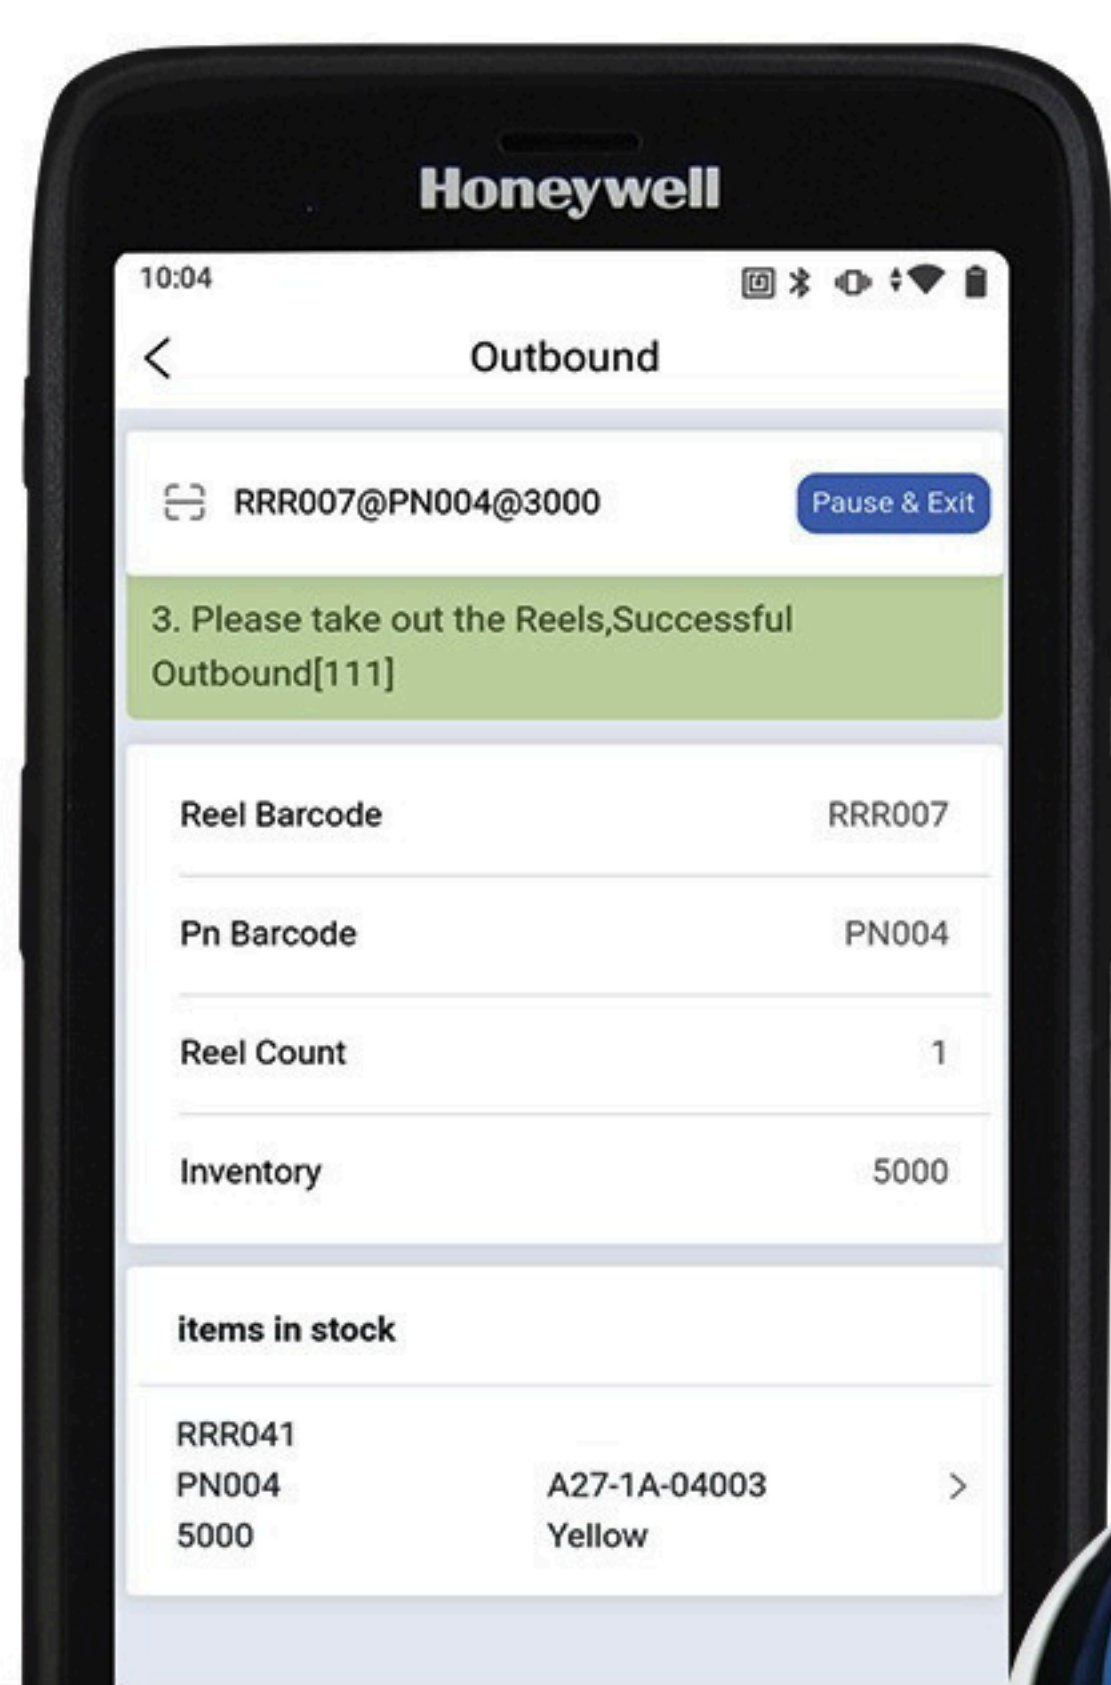 Honeywell
10:04
Outbound
RRR007@PN004@3000
Pause & Exit
3. Please take out the Reels,Successful
Outbound[111]
Reel Barcode RRR007
Pn Barcode PN004
Reel Count 1
Inventory 5000
items in stock
RRR041
PN004 A27-1A-04003
5000 Yellow